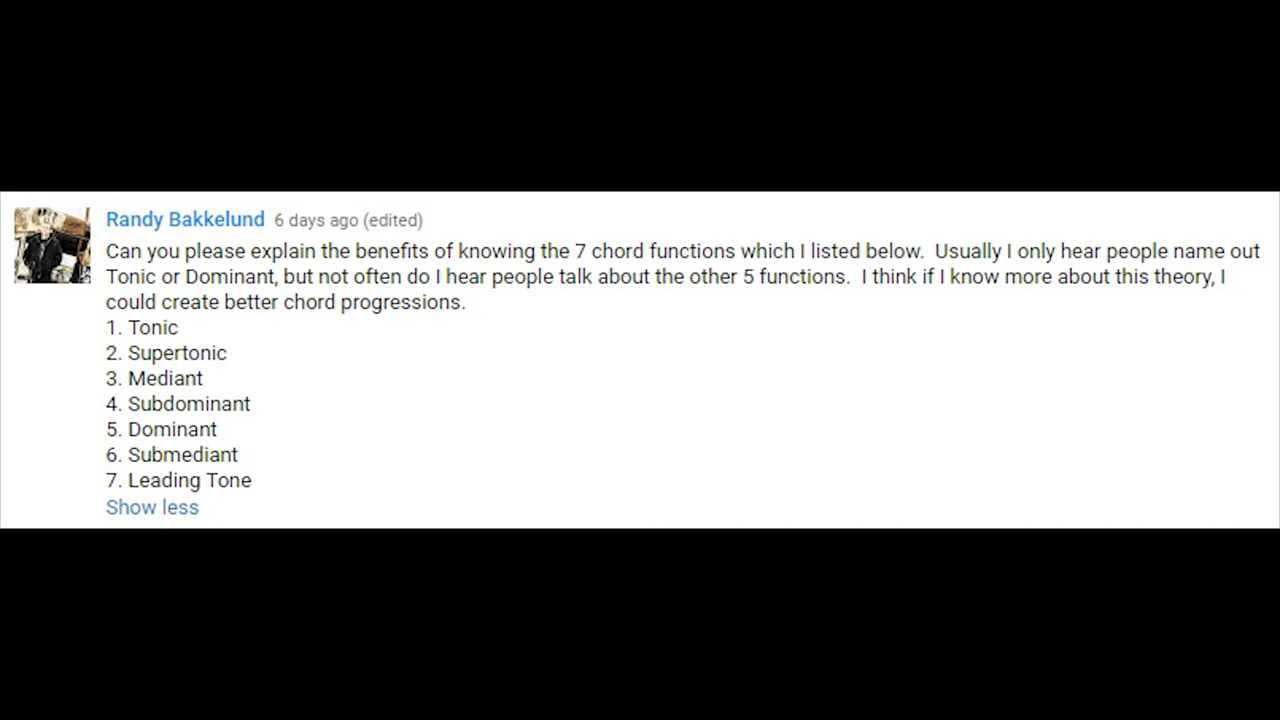 Randy Bakkelund 6 days ago (edited)
Can you please explain the benefits of knowing the 7 chord functions which I listed below.  Usually I only hear people name out
Tonic or Dominant, but not often do I hear people talk about the other 5 functions.  I think if I know more about this theory, I
could create better chord progressions.
1. Tonic
2. Supertonic
3. Mediant
4. Subdominant
5. Dominant
6. Submediant
7. Leading Tone
Show less